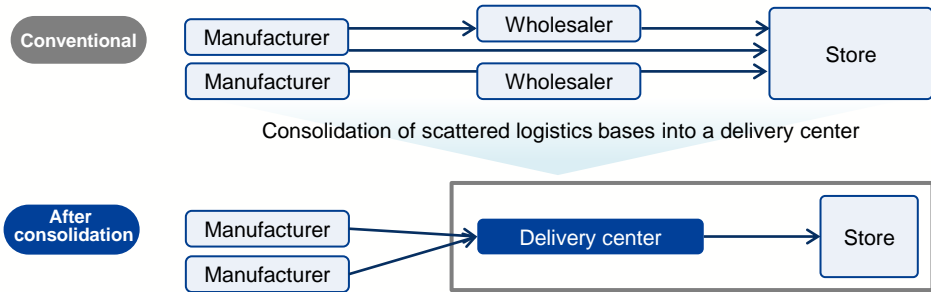 Conventional
Manufacturer
Wholesaler
Store
Manufacturer
Wholesaler
Consolidation of scattered logistics bases into a delivery center
After
consolidation
Manufacturer
Delivery center
Store
Manufacturer